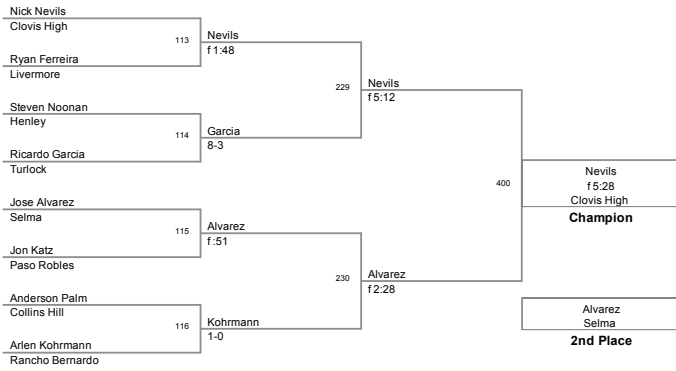 Nick Nevils
Clovis High
113
Ryan Ferreira
Livermore
Nevils
f 1:48
Steven Noonan
Henley
114
Ricardo Garcia
Turlock
Garcia
8-3
229
Nevils
f 5:12
Jose Alvarez
Selma
115
Jon Katz
Paso Robles
Alvarez
f :51
Anderson Palm
Collins Hill
116
Arlen Kohrmann
Rancho Bernardo
Kohrmann
1-0
230
Alvarez
f 2:28
400
Nevils
f 5:28
Clovis High
Champion
Alvarez
Selma
2nd Place